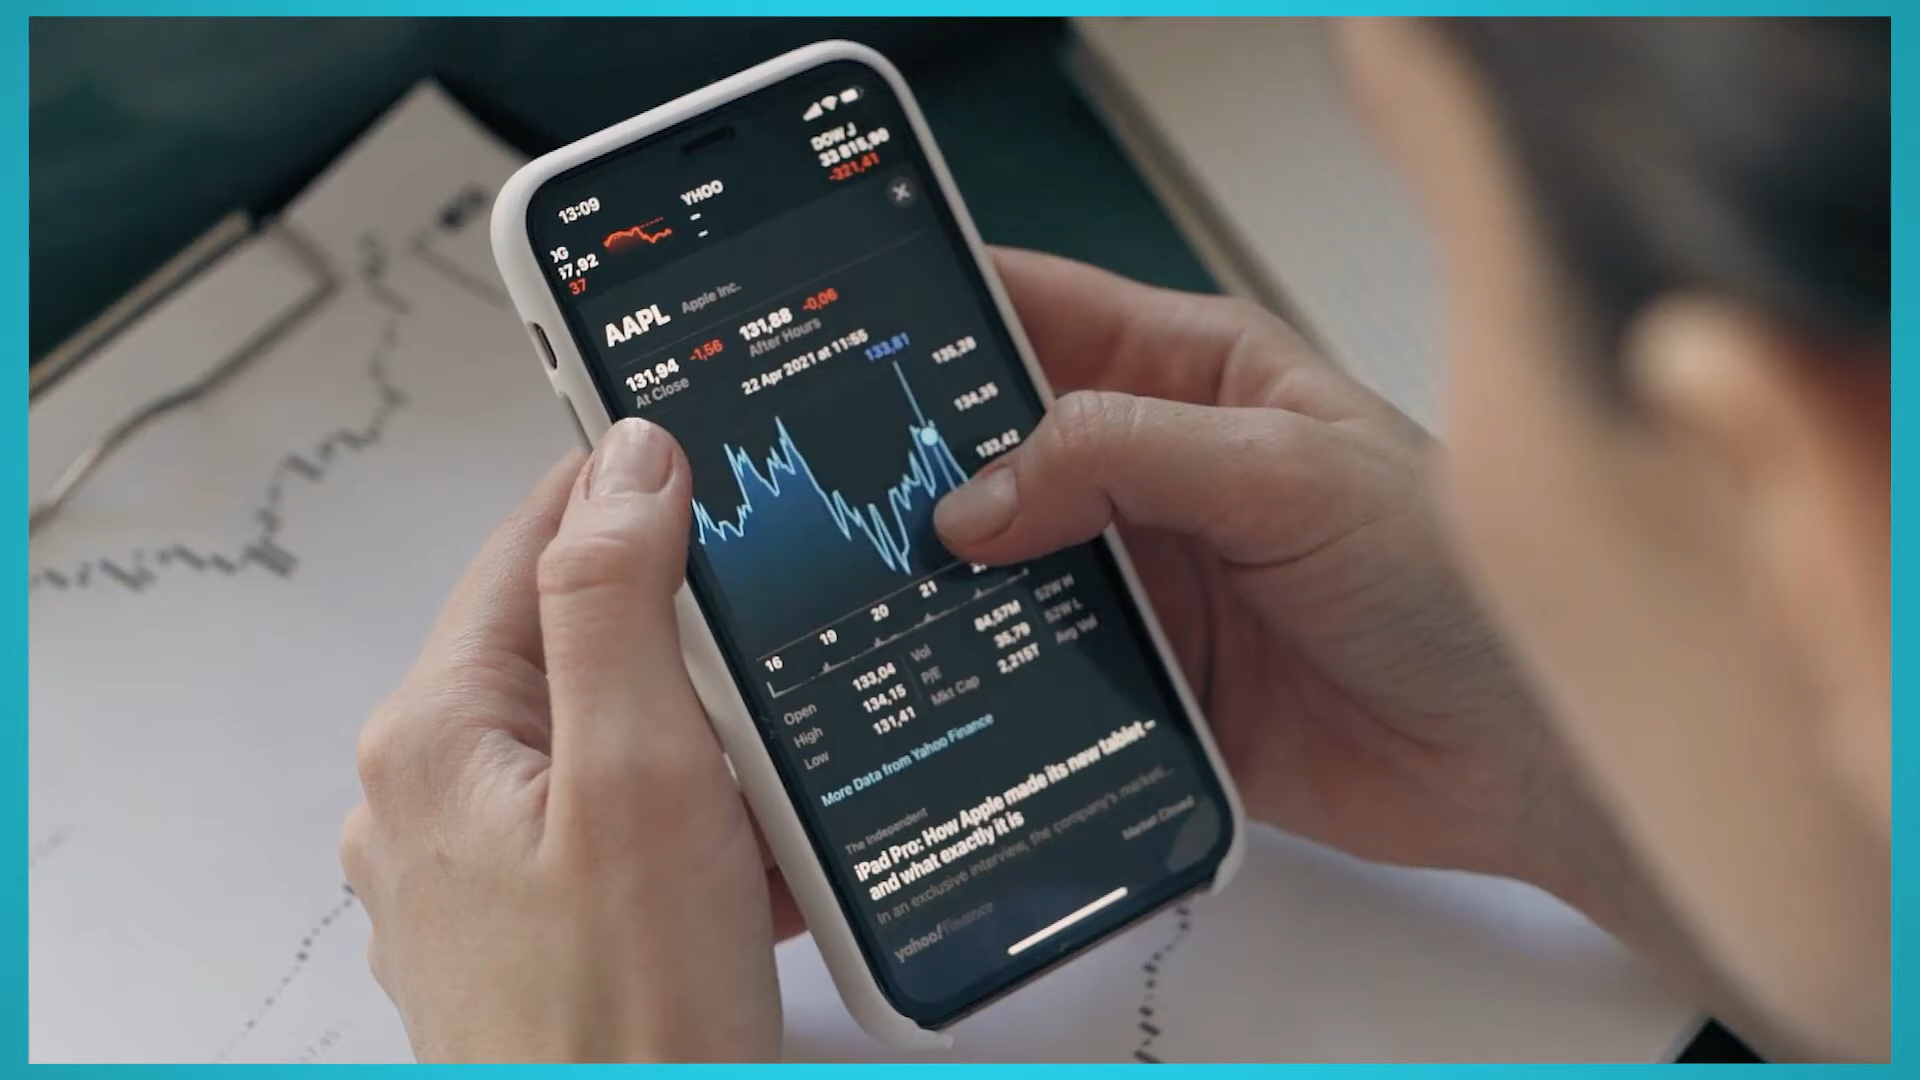 13:09
YHOO
-
-
DOW J
33 815,90
-321,41
OG
37,92
37
AAPL Apple Inc.
131,94 -1,56
At Close
131,88 -0,06
After Hours
22 Apr 2021 at 11:55 133,81
135,28
134,35
133,42
16 19 20 21
Open 133,04
High 134,15
Low 131,41
Vol 84,57M
P/E 35,79
Mkt Cap 2,215T
52W H
52W L
Avg Vol
More Data from Yahoo Finance
The Independent
iPad Pro: How Apple made its new tablet –
and what exactly it is
In an exclusive interview, the company's market...
yahoo!finance
Market Closed